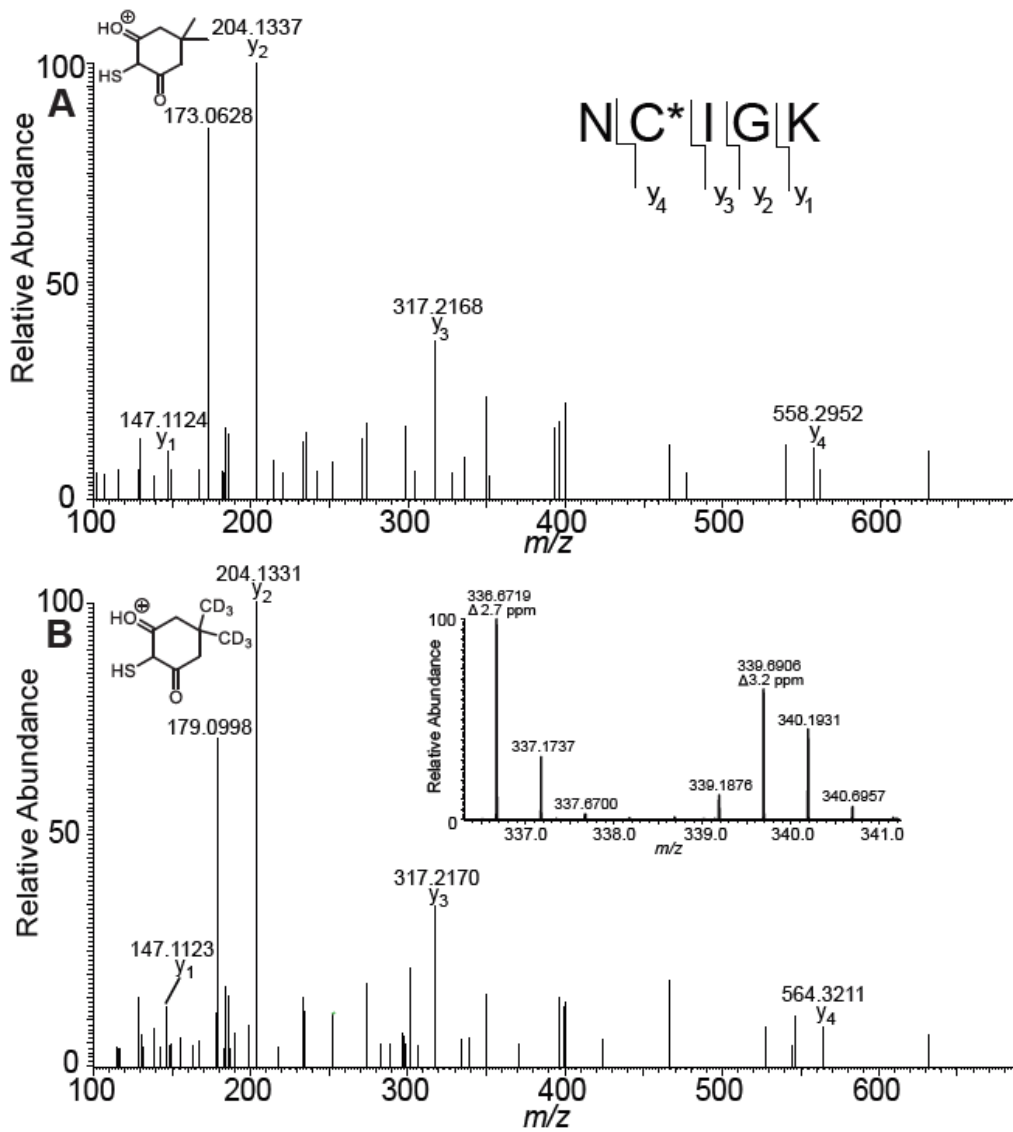 HO⊕
HS
O
204.1337
y2
A
173.0628
147.1124
y1
317.2168
y3
558.2952
y4
N C* I G K
y4 y3 y2 y1
Relative Abundance
100
50
0
100 200 300 400 500 600
m/z
B
HO⊕
CD3
CD3
HS
O
204.1331
y2
179.0998
147.1123
y1
317.2170
y3
564.3211
y4
Relative Abundance
100
50
0
100 200 300 400 500 600
m/z
336.6719
Δ 2.7 ppm
337.1737
337.6700
339.1876
339.6906
Δ3.2 ppm
340.1931
340.6957
Relative Abundance
100
0
337.0 338.0 339.0 340.0 341.0
m/z